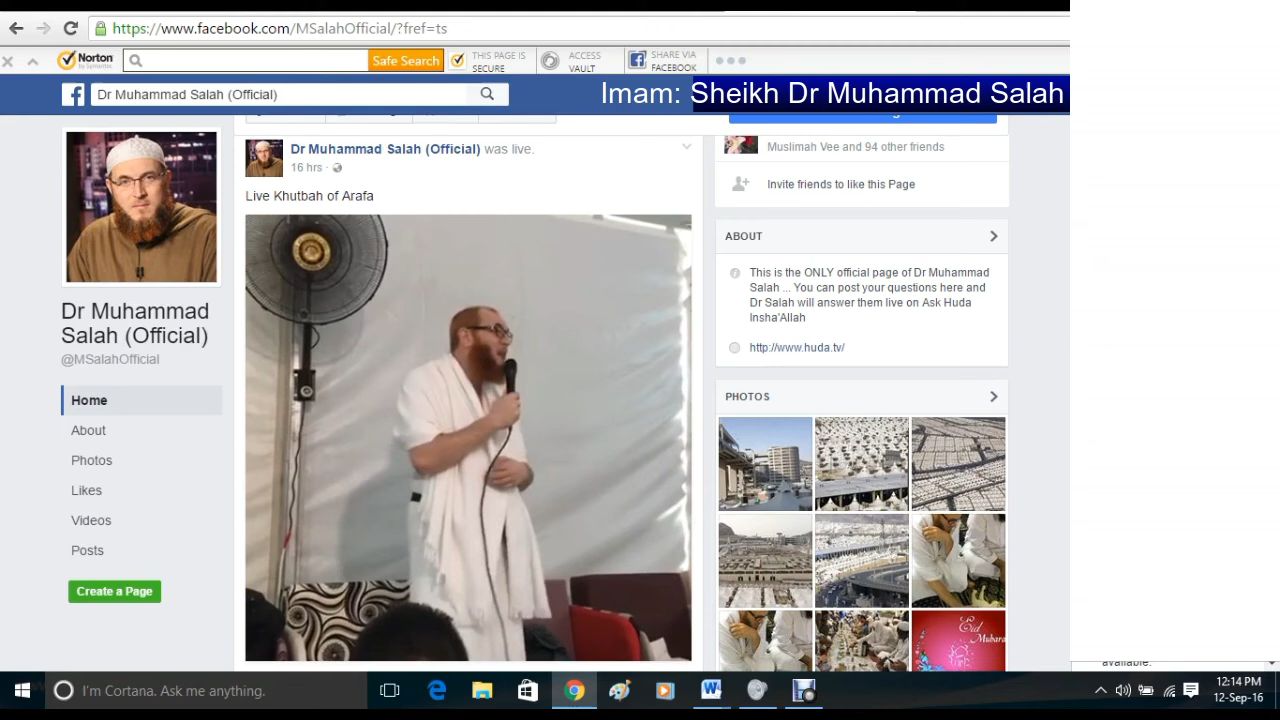 https://www.facebook.com/MSalahOfficial/?fref=ts
Norton
by Symantec
Safe Search
THIS PAGE IS
SECURE
ACCESS
VAULT
SHARE VIA
FACEBOOK
Dr Muhammad Salah (Official)
Imam: Sheikh Dr Muhammad Salah
Dr Muhammad
Salah (Official)
@MSalahOfficial
Home
About
Photos
Likes
Videos
Posts
Create a Page
Dr Muhammad Salah (Official) was live.
16 hrs ·
Live Khutbah of Arafa
Muslimah Vee and 94 other friends
Invite friends to like this Page
ABOUT
This is the ONLY official page of Dr Muhammad
Salah ... You can post your questions here and
Dr Salah will answer them live on Ask Huda
Insha'Allah
http://www.huda.tv/
PHOTOS
Eid
Mubara
available.
I'm Cortana. Ask me anything.
12:14 PM
12-Sep-16